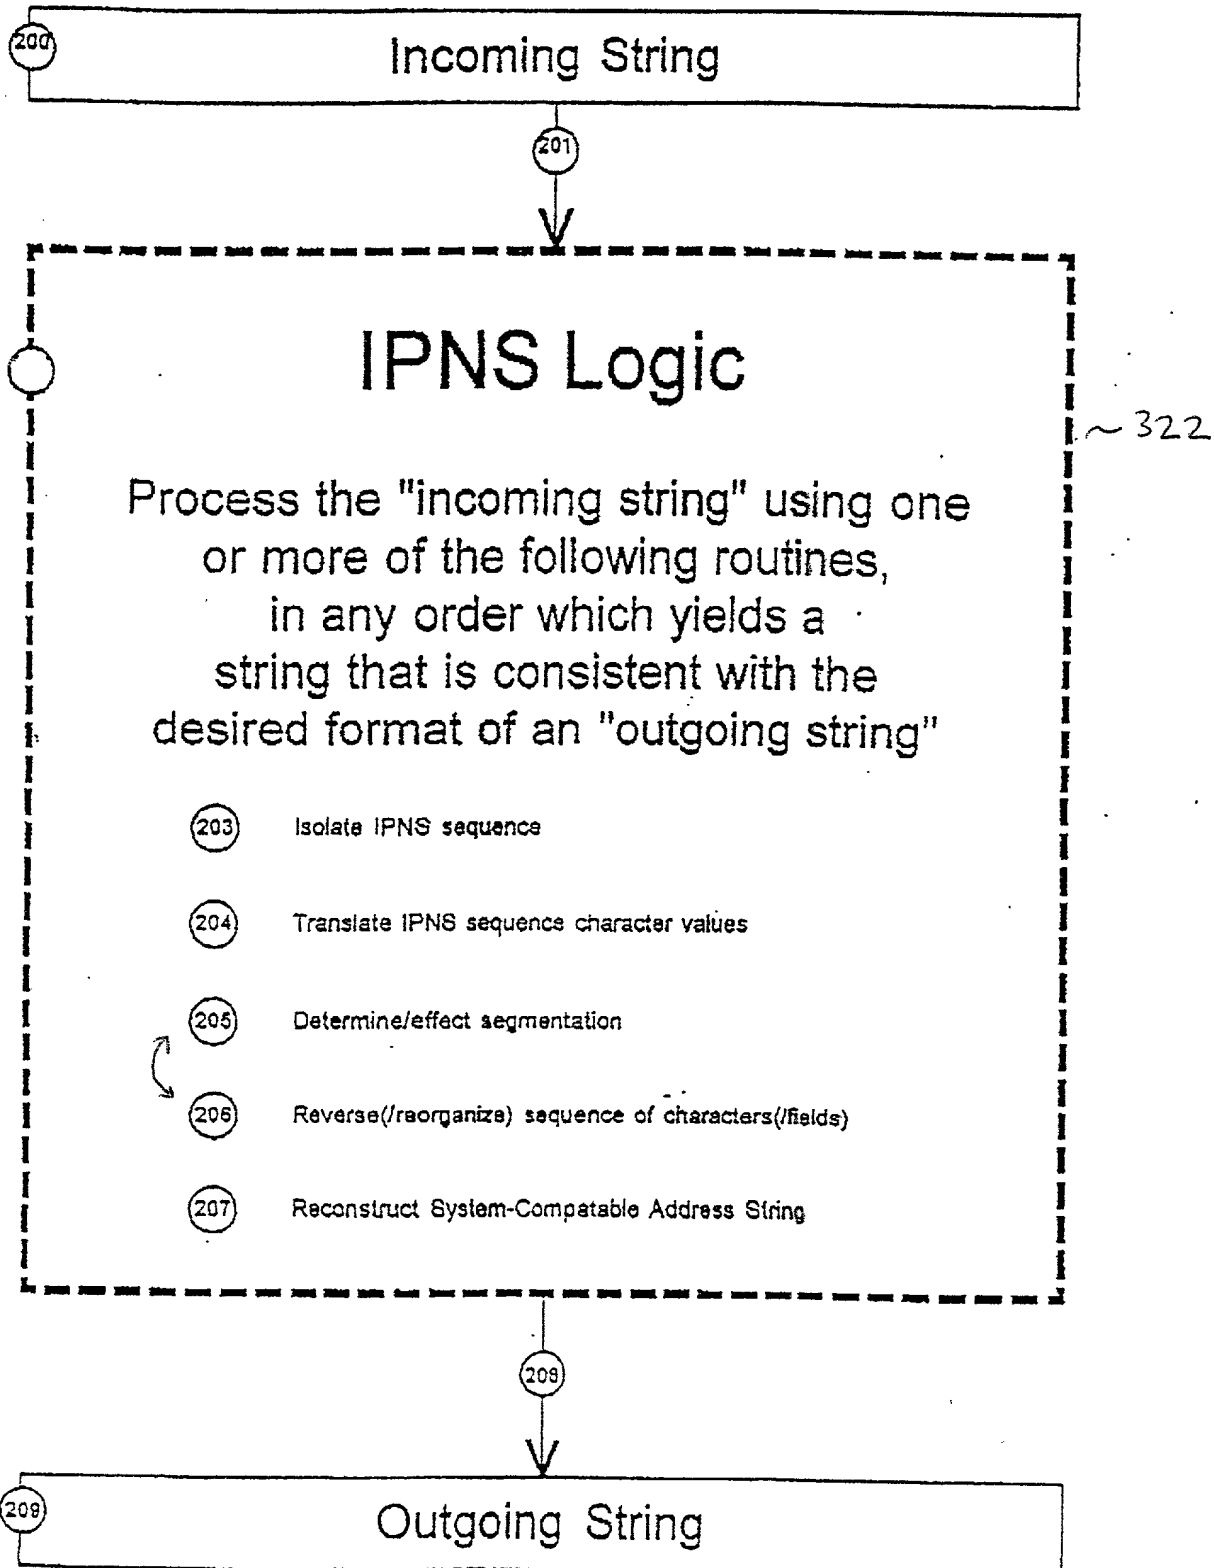 200
Incoming String
201
IPNS Logic
~ 322
Process the "incoming string" using one
or more of the following routines,
in any order which yields a
string that is consistent with the
desired format of an "outgoing string"
203 Isolate IPNS sequence
204 Translate IPNS sequence character values
205 Determine/effect segmentation
206 Reverse(/reorganize) sequence of characters(/fields)
207 Reconstruct System-Compatable Address String
208
209
Outgoing String